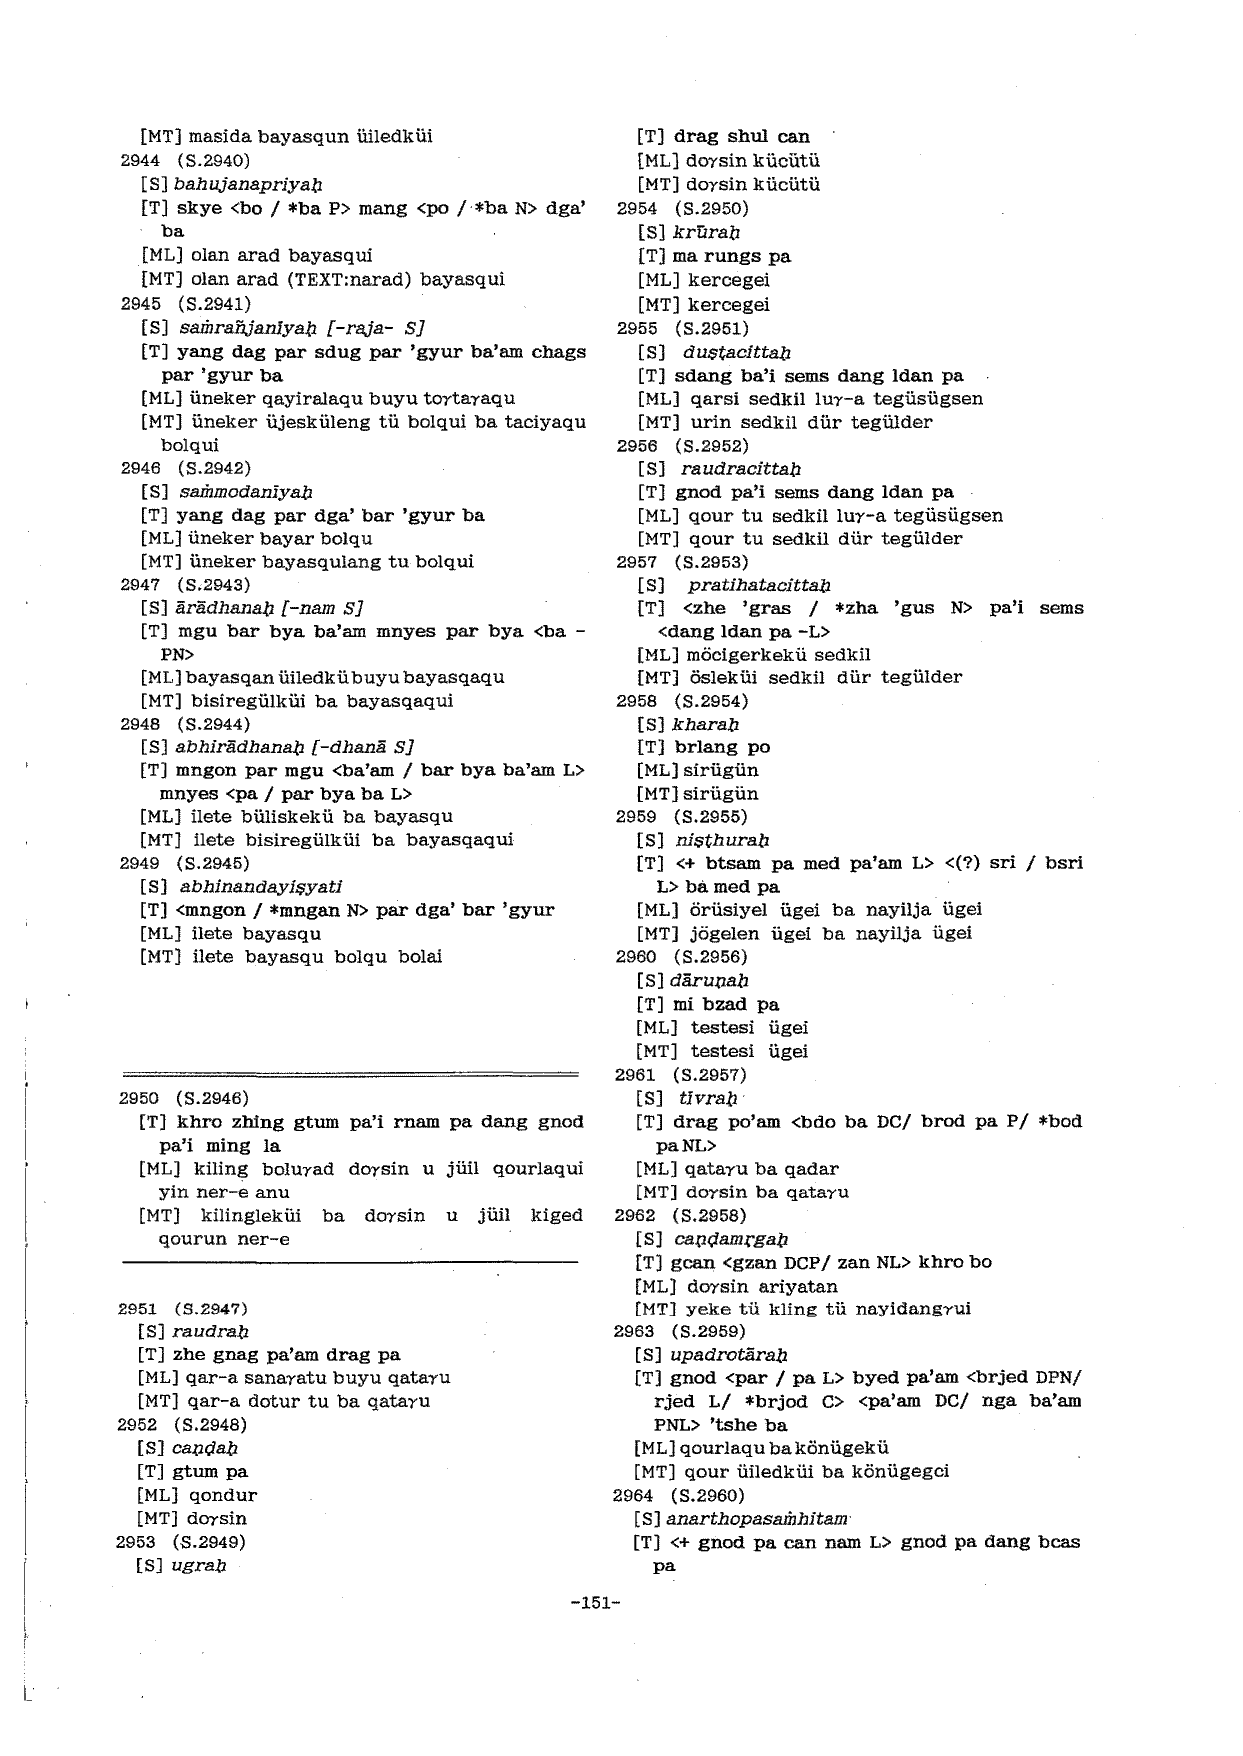 [MT] masida bayasqun üiledküi
2944 (S.2940)
[S] bahujanapriyaḥ
[T] skye <bo / *ba P> mang <po / *ba N> dga'
ba
[ML] olan arad bayasqui
[MT] olan arad (TEXT:narad) bayasqui
2945 (S.2941)
[S] saṁrañjanīyaḥ [-raja- S]
[T] yang dag par sdug par 'gyur ba'am chags
par 'gyur ba
[ML] üneker qayiralaqu buyu toɤtaɤaqu
[MT] üneker üjesküleng tü bolqui ba taciyaqu
bolqui
2946 (S.2942)
[S] saṁmodanīyaḥ
[T] yang dag par dga' bar 'gyur ba
[ML] üneker bayar bolqu
[MT] üneker bayasqulang tu bolqui
2947 (S.2943)
[S] ārādhanaḥ [-nam S]
[T] mgu bar bya ba'am mnyes par bya <ba -
PN>
[ML] bayasqan üiledkü buyu bayasqaqu
[MT] bisiregülküi ba bayasqaqui
2948 (S.2944)
[S] abhirādhanaḥ [-dhanā S]
[T] mngon par mgu <ba'am / bar bya ba'am L>
mnyes <pa / par bya ba L>
[ML] ilete büliskekü ba bayasqu
[MT] ilete bisiregülküi ba bayasqaqui
2949 (S.2945)
[S] abhinandayiṣyati
[T] <mngon / *mngan N> par dga' bar 'gyur
[ML] ilete bayasqu
[MT] ilete bayasqu bolqu bolai
2950 (S.2946)
[T] khro zhing gtum pa'i rnam pa dang gnod
pa'i ming la
[ML] kiling boluɤad doɤsin u jüil qourlaqui
yin ner-e anu
[MT] kilingleküi ba doɤsin u jüil kiged
qourun ner-e
2951 (S.2947)
[S] raudraḥ
[T] zhe gnag pa'am drag pa
[ML] qar-a sanaɤatu buyu qataɤu
[MT] qar-a dotur tu ba qataɤu
2952 (S.2948)
[S] caṇḍaḥ
[T] gtum pa
[ML] qondur
[MT] doɤsin
2953 (S.2949)
[S] ugraḥ
[T] drag shul can
[ML] doɤsin kücütü
[MT] doɤsin kücütü
2954 (S.2950)
[S] krūraḥ
[T] ma rungs pa
[ML] kercegei
[MT] kercegei
2955 (S.2951)
[S] duṣṭacittaḥ
[T] sdang ba'i sems dang ldan pa
[ML] qarsi sedkil luɤ-a tegüsügsen
[MT] urin sedkil dür tegülder
2956 (S.2952)
[S] raudracittaḥ
[T] gnod pa'i sems dang ldan pa
[ML] qour tu sedkil luɤ-a tegüsügsen
[MT] qour tu sedkil dür tegülder
2957 (S.2953)
[S] pratihatacittaḥ
[T] <zhe 'gras / *zha 'gus N> pa'i sems
<dang ldan pa -L>
[ML] möcigerkekü sedkil
[MT] ösleküi sedkil dür tegülder
2958 (S.2954)
[S] kharaḥ
[T] brlang po
[ML] sirügün
[MT] sirügün
2959 (S.2955)
[S] niṣṭhuraḥ
[T] <+ btsam pa med pa'am L> <(?) sri / bsri
L> ba med pa
[ML] örüsiyel ügei ba nayilja ügei
[MT] jögelen ügei ba nayilja ügei
2960 (S.2956)
[S] dāruṇaḥ
[T] mi bzad pa
[ML] testesi ügei
[MT] testesi ügei
2961 (S.2957)
[S] tīvraḥ
[T] drag po'am <bdo ba DC/ brod pa P/ *bod
pa NL>
[ML] qataɤu ba qadar
[MT] doɤsin ba qataɤu
2962 (S.2958)
[S] caṇḍamṛgaḥ
[T] gcan <gzan DCP/ zan NL> khro bo
[ML] doɤsin ariyatan
[MT] yeke tü kling tü nayidangɤui
2963 (S.2959)
[S] upadrotāraḥ
[T] gnod <par / pa L> byed pa'am <brjed DPN/
rjed L/ *brjod C> <pa'am DC/ nga ba'am
PNL> 'tshe ba
[ML] qourlaqu ba könügekü
[MT] qour üiledküi ba könügegci
2964 (S.2960)
[S] anarthopasaṁhitam
[T] <+ gnod pa can nam L> gnod pa dang bcas
pa
-151-